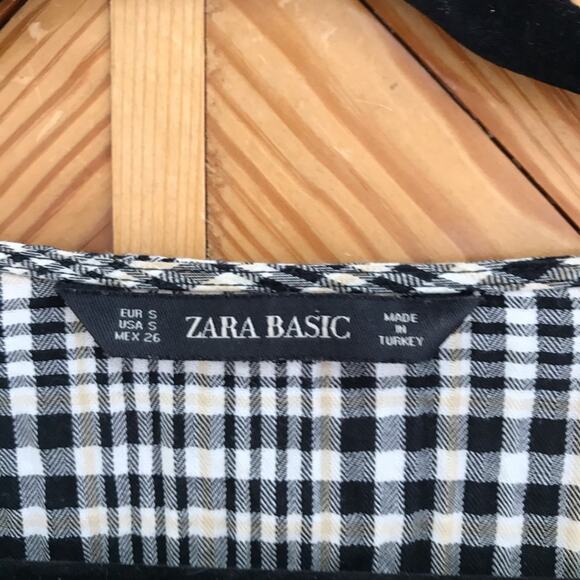 EUR S
USA S
MEX 26
ZARA BASIC
MADE
IN
TURKEY